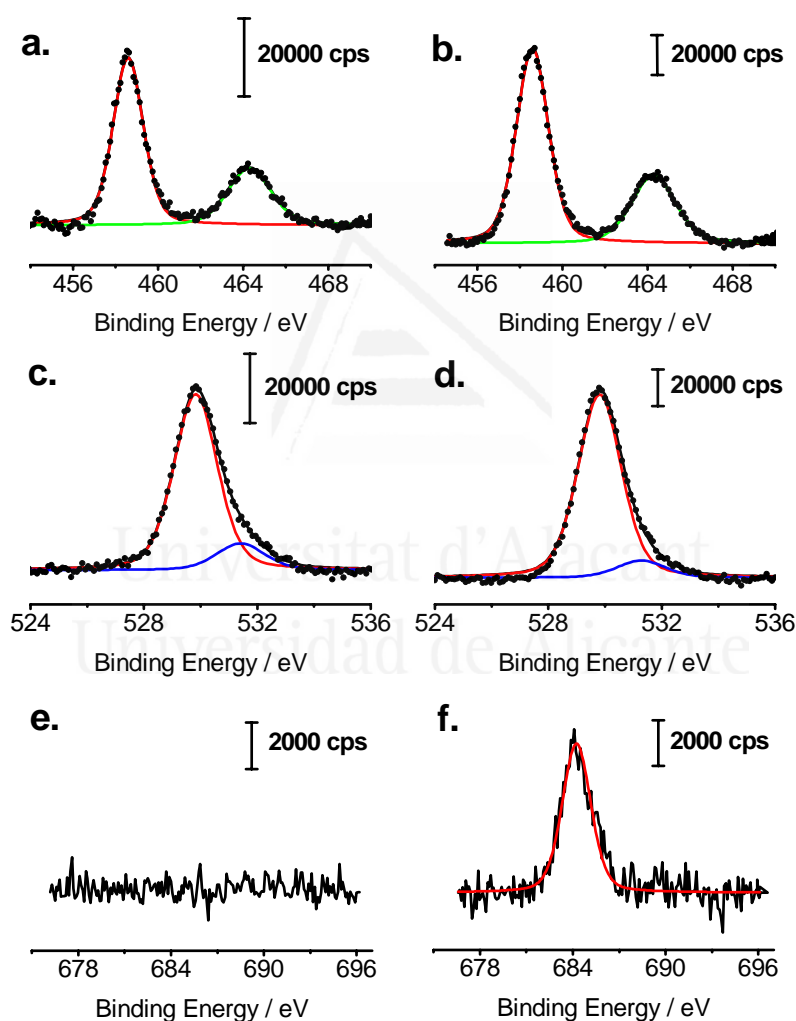 a.
20000 cps
456 460 464 468
Binding Energy / eV
b.
20000 cps
456 460 464 468
Binding Energy / eV
c.
20000 cps
524 528 532 536
Binding Energy / eV
d.
20000 cps
524 528 532 536
Binding Energy / eV
Universitat d'Alacant
Universidad de Alicante
e.
2000 cps
678 684 690 696
Binding Energy / eV
f.
2000 cps
678 684 690 696
Binding Energy / eV